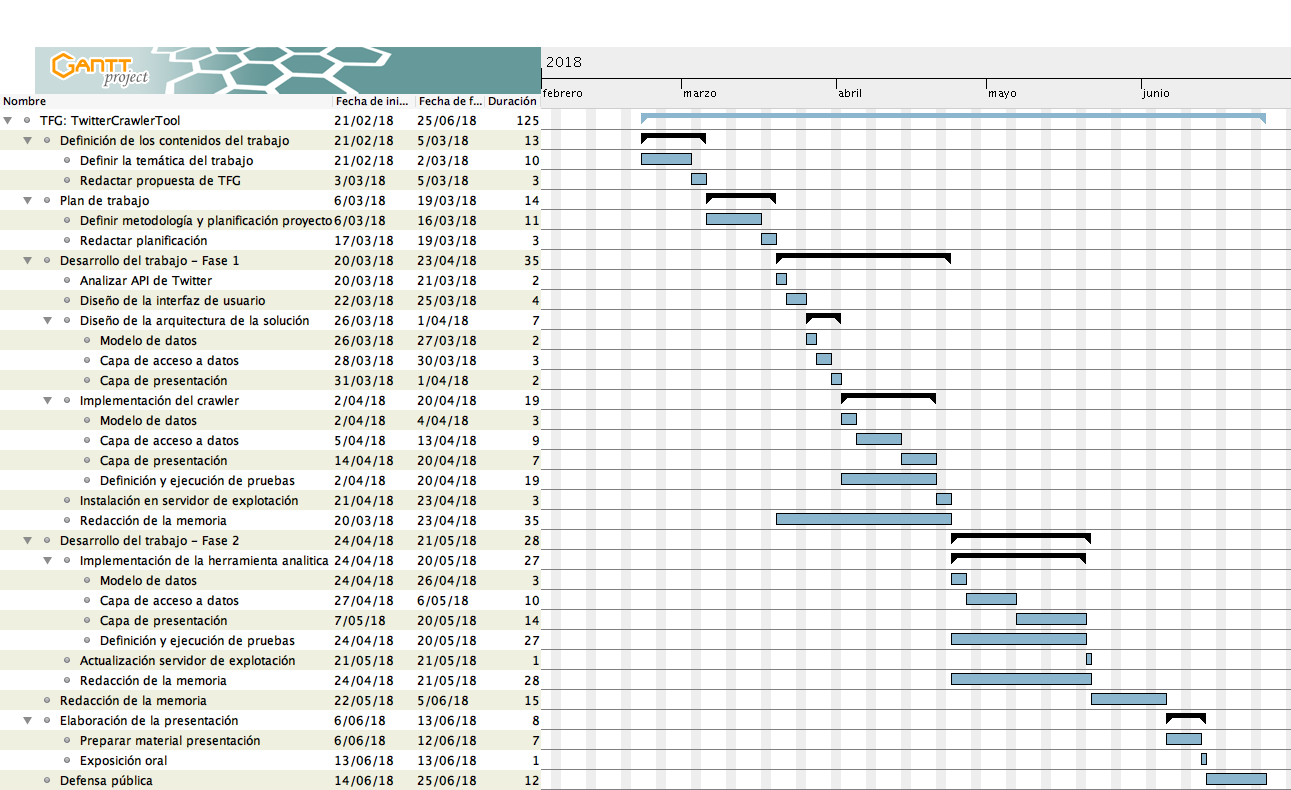 GANTT
project
2018
febrero marzo abril mayo junio
Nombre Fecha de ini... Fecha de f... Duración
TFG: TwitterCrawlerTool 21/02/18 25/06/18 125
Definición de los contenidos del trabajo 21/02/18 5/03/18 13
Definir la temática del trabajo 21/02/18 2/03/18 10
Redactar propuesta de TFG 3/03/18 5/03/18 3
Plan de trabajo 6/03/18 19/03/18 14
Definir metodología y planificación proyecto 6/03/18 16/03/18 11
Redactar planificación 17/03/18 19/03/18 3
Desarrollo del trabajo – Fase 1 20/03/18 23/04/18 35
Analizar API de Twitter 20/03/18 21/03/18 2
Diseño de la interfaz de usuario 22/03/18 25/03/18 4
Diseño de la arquitectura de la solución 26/03/18 1/04/18 7
Modelo de datos 26/03/18 27/03/18 2
Capa de acceso a datos 28/03/18 30/03/18 3
Capa de presentación 31/03/18 1/04/18 2
Implementación del crawler 2/04/18 20/04/18 19
Modelo de datos 2/04/18 4/04/18 3
Capa de acceso a datos 5/04/18 13/04/18 9
Capa de presentación 14/04/18 20/04/18 7
Definición y ejecución de pruebas 2/04/18 20/04/18 19
Instalación en servidor de explotación 21/04/18 23/04/18 3
Redacción de la memoria 20/03/18 23/04/18 35
Desarrollo del trabajo – Fase 2 24/04/18 21/05/18 28
Implementación de la herramienta analitica 24/04/18 20/05/18 27
Modelo de datos 24/04/18 26/04/18 3
Capa de acceso a datos 27/04/18 6/05/18 10
Capa de presentación 7/05/18 20/05/18 14
Definición y ejecución de pruebas 24/04/18 20/05/18 27
Actualización servidor de explotación 21/05/18 21/05/18 1
Redacción de la memoria 24/04/18 21/05/18 28
Redacción de la memoria 22/05/18 5/06/18 15
Elaboración de la presentación 6/06/18 13/06/18 8
Preparar material presentación 6/06/18 12/06/18 7
Exposición oral 13/06/18 13/06/18 1
Defensa pública 14/06/18 25/06/18 12